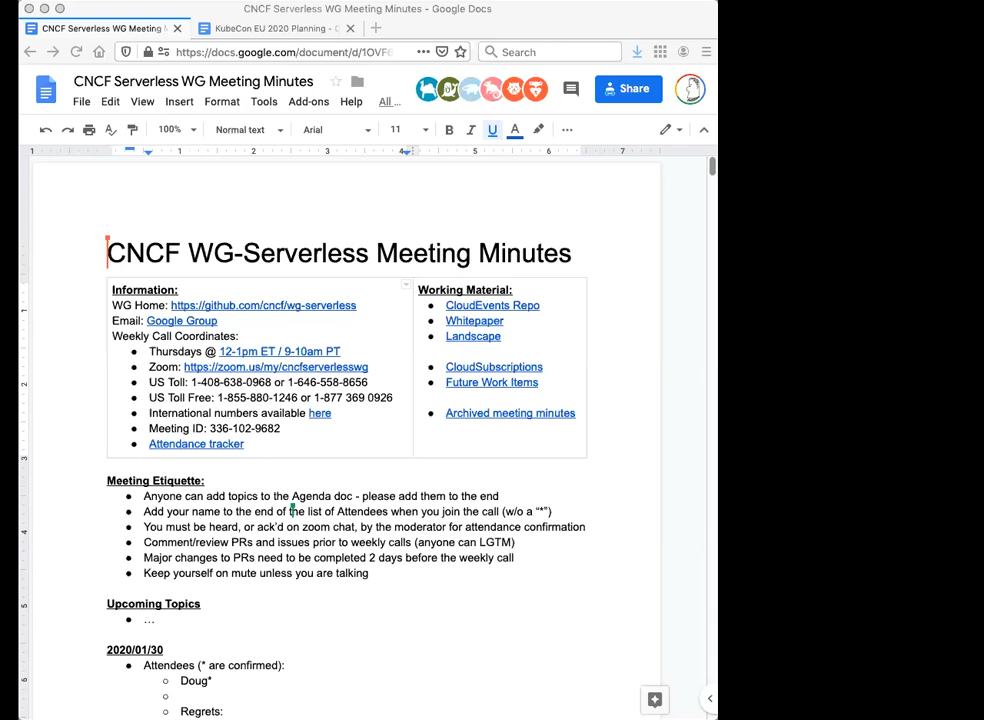 CNCF Serverless WG Meeting Minutes - Google Docs
CNCF Serverless WG Meeting
KubeCon EU 2020 Planning -
https://docs.google.com/document/d/1OVF
Search
CNCF Serverless WG Meeting Minutes
File Edit View Insert Format Tools Add-ons Help All ...
Share
100% Normal text Arial 11 B I U A
1 1 2 3 4 5 6 7
CNCF WG-Serverless Meeting Minutes
Information:
WG Home: https://github.com/cncf/wg-serverless
Email: Google Group
Weekly Call Coordinates:
● Thursdays @ 12-1pm ET / 9-10am PT
● Zoom: https://zoom.us/my/cncfserverlesswg
● US Toll: 1-408-638-0968 or 1-646-558-8656
● US Toll Free: 1-855-880-1246 or 1-877 369 0926
● International numbers available here
● Meeting ID: 336-102-9682
● Attendance tracker
Working Material:
● CloudEvents Repo
● Whitepaper
● Landscape
● CloudSubscriptions
● Future Work Items
● Archived meeting minutes
Meeting Etiquette:
● Anyone can add topics to the Agenda doc - please add them to the end
● Add your name to the end of the list of Attendees when you join the call (w/o a “*”)
● You must be heard, or ack’d on zoom chat, by the moderator for attendance confirmation
● Comment/review PRs and issues prior to weekly calls (anyone can LGTM)
● Major changes to PRs need to be completed 2 days before the weekly call
● Keep yourself on mute unless you are talking
Upcoming Topics
● …
2020/01/30
● Attendees (* are confirmed):
○ Doug*
○
○ Regrets: